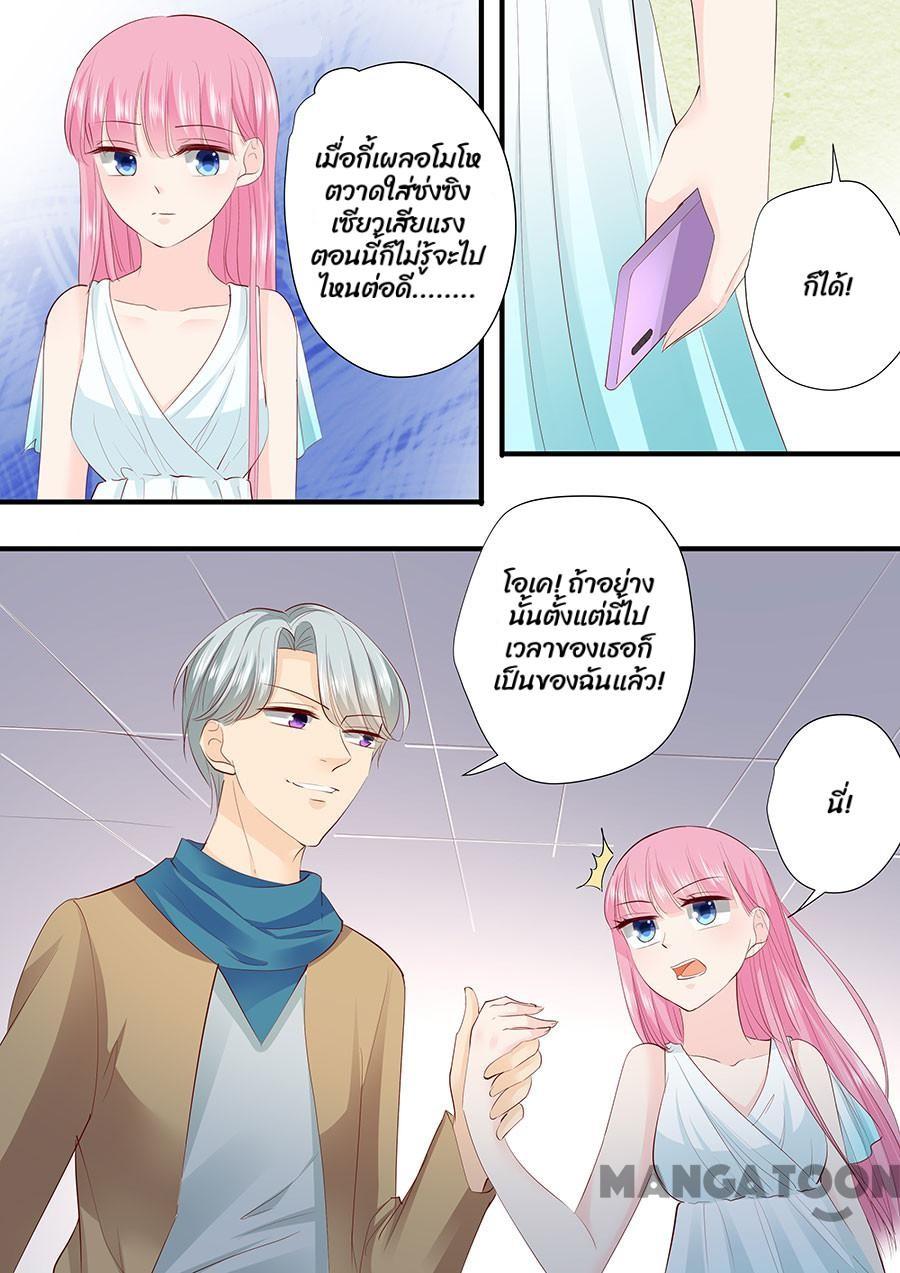 เมื่อกี้เผลอโมโห
ตวาดใส่ซ่งซิง
เซียวเสียแรง
ตอนนี้ก็ไม่รู้จะไป
ไหนต่อดี........
ก็ได้!
โอเค! ถ้าอย่าง
นั้นตั้งแต่นี้ไป
เวลาของเธอก็
เป็นของฉันแล้ว!
นี่!
MANGATOON